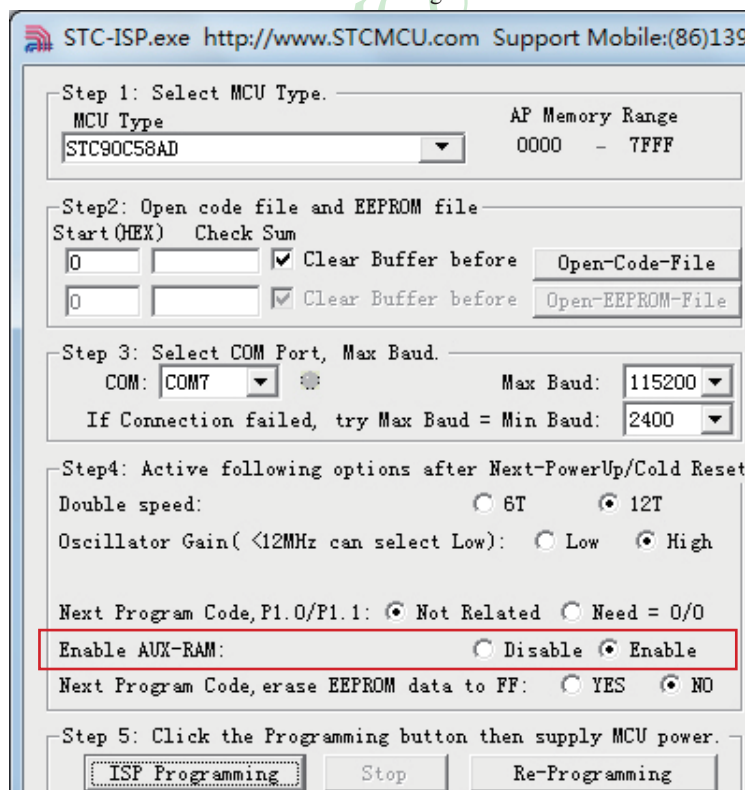 STC-ISP.exe http://www.STCMCU.com Support Mobile:(86)139
Step 1: Select MCU Type.
MCU Type AP Memory Range
STC90C58AD 0000 - 7FFF
Step2: Open code file and EEPROM file
Start(HEX) Check Sum
0 Clear Buffer before Open-Code-File
0 Clear Buffer before Open-EEPROM-File
Step 3: Select COM Port, Max Baud.
COM: COM7 Max Baud: 115200
If Connection failed, try Max Baud = Min Baud: 2400
Step4: Active following options after Next-PowerUp/Cold Reset
Double speed: 6T 12T
Oscillator Gain( <12MHz can select Low): Low High
Next Program Code,P1.0/P1.1: Not Related Need = 0/0
Enable AUX-RAM: Disable Enable
Next Program Code,erase EEPROM data to FF: YES NO
Step 5: Click the Programming button then supply MCU power.
ISP Programming Stop Re-Programming